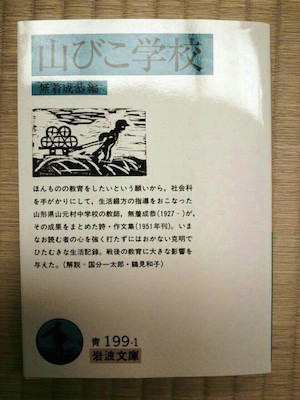 山びこ学校
無着成恭編
ほんものの教育をしたいという願いから，社会科
を手がかりにして，生活綴方の指導をおこなった
山形県山元村中学校の教師，無着成恭(1927‐)が，
その成果をまとめた詩・作文集(1951年刊)．いま
なお読む者の心を強く打たずにはおかない克明で
ひたむきな生活記録．戦後の教育に大きな影響を
与えた．(解説‐国分一太郎・鶴見和子)
青 199-1
岩波文庫